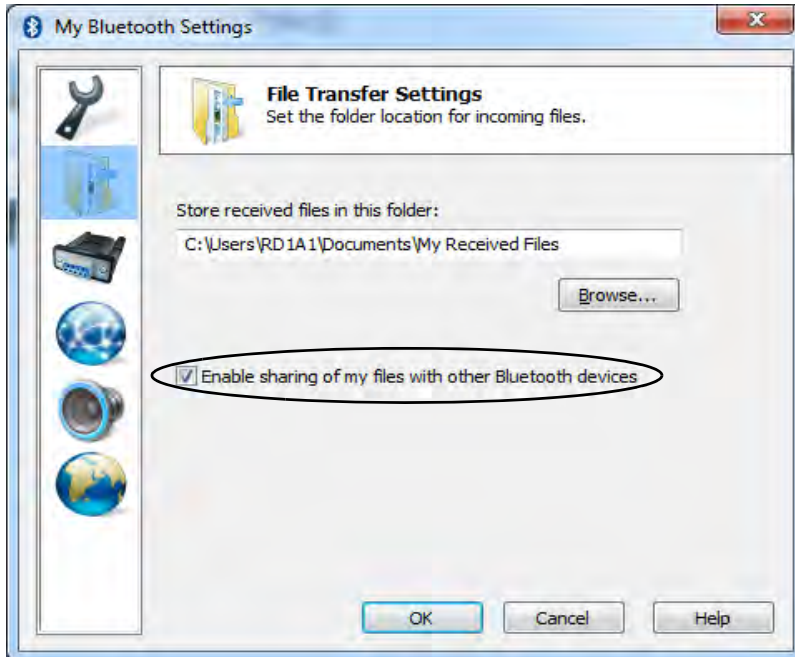 My Bluetooth Settings
File Transfer Settings
Set the folder location for incoming files.
Store received files in this folder:
C:\Users\RD1A1\Documents\My Received Files
Browse...
Enable sharing of my files with other Bluetooth devices
OK
Cancel
Help